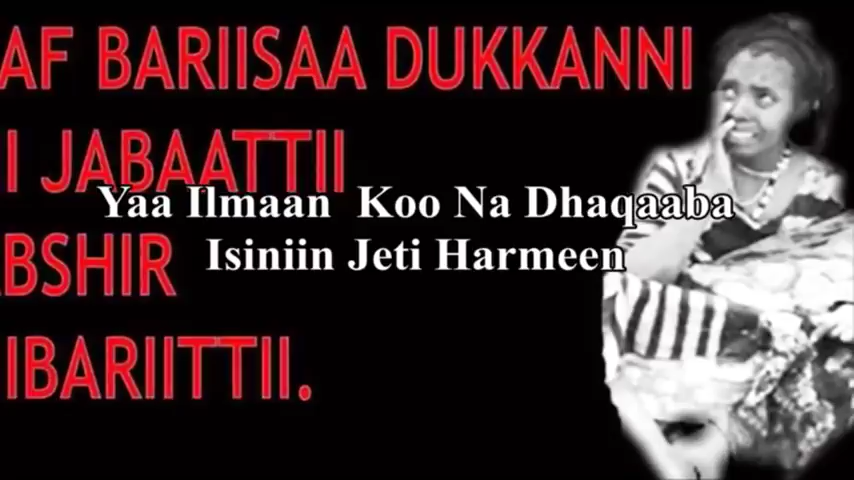 AF BARIISAA DUKKANNI
I JABAATTII
Yaa Ilmaan Koo Na Dhaqaaba
Isiniin Jeti Harmeen
BSHIR
IBARIITTII.